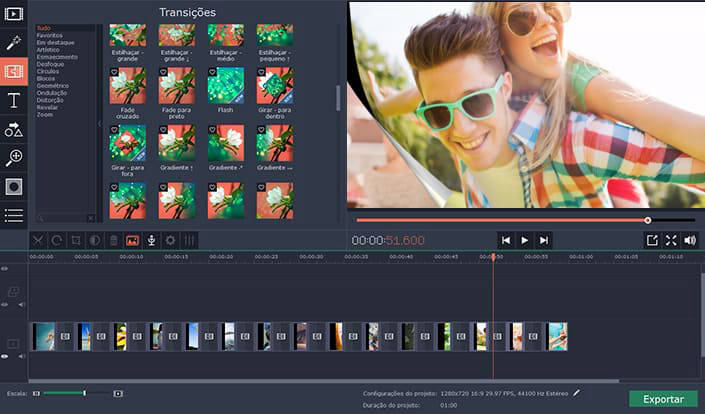 Transições
Tudo
Favoritos
Em destaque
Artístico
Esmaecimento
Desfoque
Círculos
Blocos
Geométrico
Ondulação
Distorção
Revelar
Zoom
Estilhaçar - grande
Estilhaçar - grande ↓
Estilhaçar - médio
Estilhaçar - pequeno ↑
Fade cruzado
Fade para preto
Flash
Girar - para dentro
Girar - para fora
Gradiente ↑
Gradiente
Gradiente →
T
00:00:51.600
00:00:00 00:00:05 00:00:10 00:00:15 00:00:20 00:00:25 00:00:30 00:00:35 00:00:40 00:00:45 00:00:50 00:00:55 00:01:00 00:01:05 00:01:10
Escala:
Configurações do projeto: 1280x720 16:9 29.97 FPS, 44100 Hz Estéreo
Duração do projeto: 01:00
Exportar